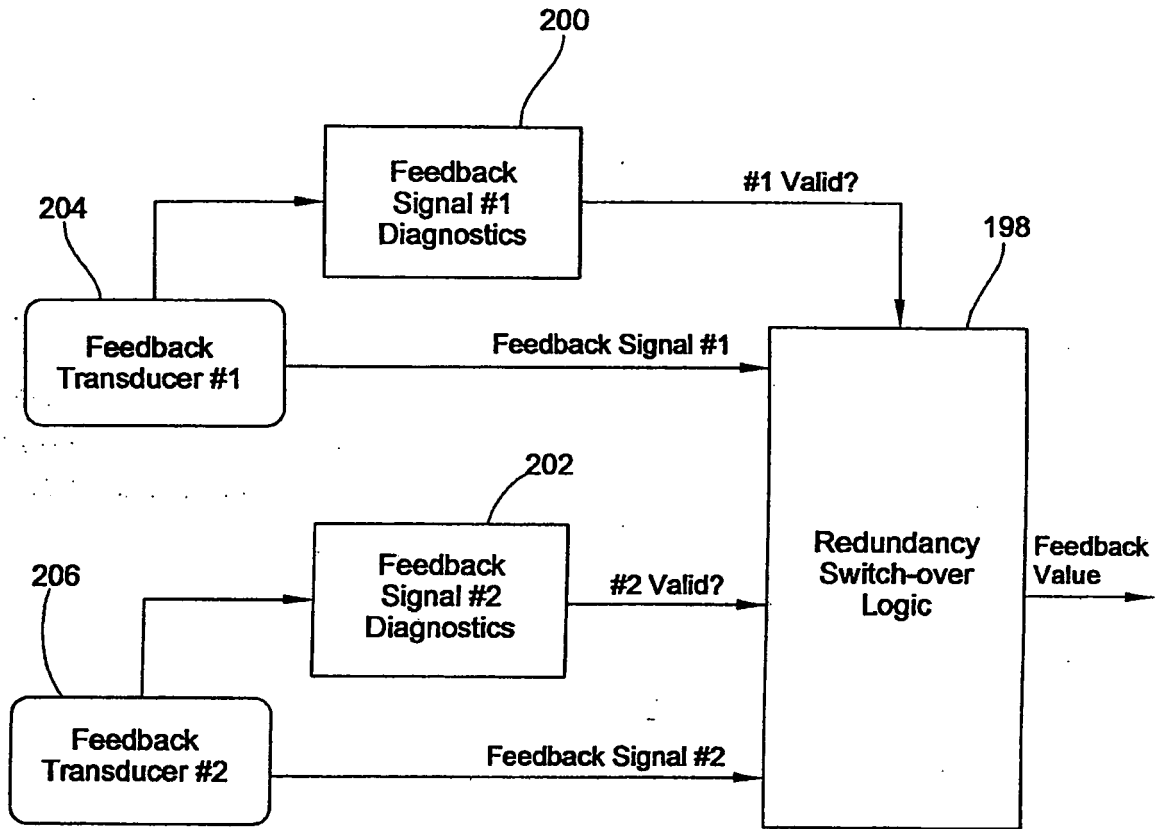 200
Feedback
Signal #1
Diagnostics
#1 Valid?
204
198
Feedback
Transducer #1
Feedback Signal #1
202
Feedback
Signal #2
Diagnostics
#2 Valid?
206
Redundancy
Switch-over
Logic
Feedback
Value
Feedback
Transducer #2
Feedback Signal #2